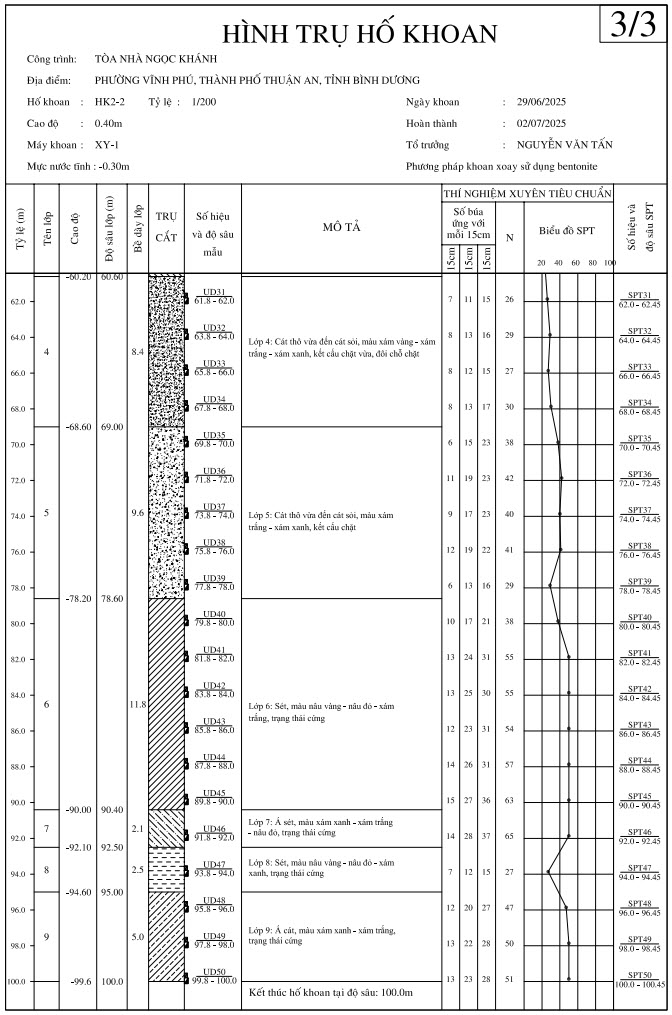 HÌNH TRỤ HỐ KHOAN
3/3
Công trình: TÒA NHÀ NGỌC KHÁNH
Địa điểm: PHƯỜNG VĨNH PHÚ, THÀNH PHỐ THUẬN AN, TỈNH BÌNH DƯƠNG
Hố khoan : HK2-2 Tỷ lệ : 1/200 Ngày khoan : 29/06/2025
Cao độ : 0.40m Hoàn thành : 02/07/2025
Máy khoan : XY-1 Tổ trưởng : NGUYỄN VĂN TẤN
Mực nước tĩnh : -0.30m Phương pháp khoan xoay sử dụng bentonite
Tỷ lệ (m)
Tên lớp
Cao độ
Độ sâu lớp (m)
Bề dày lớp
TRỤ
CẮT
Số hiệu
và độ sâu
mẫu
MÔ TẢ
THÍ NGHIỆM XUYÊN TIÊU CHUẨN
Số búa
ứng với
mỗi 15cm
15cm 15cm 15cm
N
Biểu đồ SPT
20 40 60 80 100
Số hiệu và
độ sâu SPT
-60.20 60.60
UD31 SPT31
62.0 61.8 - 62.0 7 11 15 26 62.0 - 62.45
UD32 SPT32
64.0 63.8 - 64.0 8 13 16 29 64.0 - 64.45
4 8.4
Lớp 4: Cát thô vừa đến cát sỏi, màu xám vàng - xám
trắng - xám xanh, kết cấu chặt vừa, đôi chỗ chặt
UD33 SPT33
66.0 65.8 - 66.0 8 12 15 27 66.0 - 66.45
UD34 SPT34
68.0 67.8 - 68.0 8 13 17 30 68.0 - 68.45
-68.60 69.00
UD35 SPT35
70.0 69.8 - 70.0 6 15 23 38 70.0 - 70.45
UD36 SPT36
72.0 71.8 - 72.0 11 19 23 42 72.0 - 72.45
UD37 SPT37
74.0 73.8 - 74.0 9 17 23 40 74.0 - 74.45
5 9.6
Lớp 5: Cát thô vừa đến cát sỏi, màu xám
trắng - xám xanh, kết cấu chặt
UD38 SPT38
76.0 75.8 - 76.0 12 19 22 41 76.0 - 76.45
UD39 SPT39
78.0 77.8 - 78.0 6 13 16 29 78.0 - 78.45
-78.20 78.60
UD40 SPT40
80.0 79.8 - 80.0 10 17 21 38 80.0 - 80.45
UD41 SPT41
82.0 81.8 - 82.0 13 24 31 55 82.0 - 82.45
UD42 SPT42
84.0 83.8 - 84.0 13 25 30 55 84.0 - 84.45
6 11.8
Lớp 6: Sét, màu nâu vàng - nâu đỏ - xám
trắng, trạng thái cứng
UD43 SPT43
86.0 85.8 - 86.0 12 23 31 54 86.0 - 86.45
UD44 SPT44
88.0 87.8 - 88.0 14 26 31 57 88.0 - 88.45
UD45 SPT45
90.0 89.8 - 90.0 15 27 36 63 90.0 - 90.45
-90.00 90.40
7 2.1
Lớp 7: Á sét, màu xám xanh - xám trắng
- nâu đỏ, trạng thái cứng
UD46 SPT46
92.0 91.8 - 92.0 14 28 37 65 92.0 - 92.45
-92.10 92.50
8 2.5
Lớp 8: Sét, màu nâu vàng - nâu đỏ - xám
xanh, trạng thái cứng
UD47 SPT47
94.0 93.8 - 94.0 7 12 15 27 94.0 - 94.45
-94.60 95.00
UD48 SPT48
96.0 95.8 - 96.0 12 20 27 47 96.0 - 96.45
9 5.0
Lớp 9: Á cát, màu xám xanh - xám trắng,
trạng thái cứng
UD49 SPT49
98.0 97.8 - 98.0 13 22 28 50 98.0 - 98.45
UD50 SPT50
100.0 -99.6 100.0 99.8 - 100.0 13 23 28 51 100.0 - 100.45
Kết thúc hố khoan tại độ sâu: 100.0m